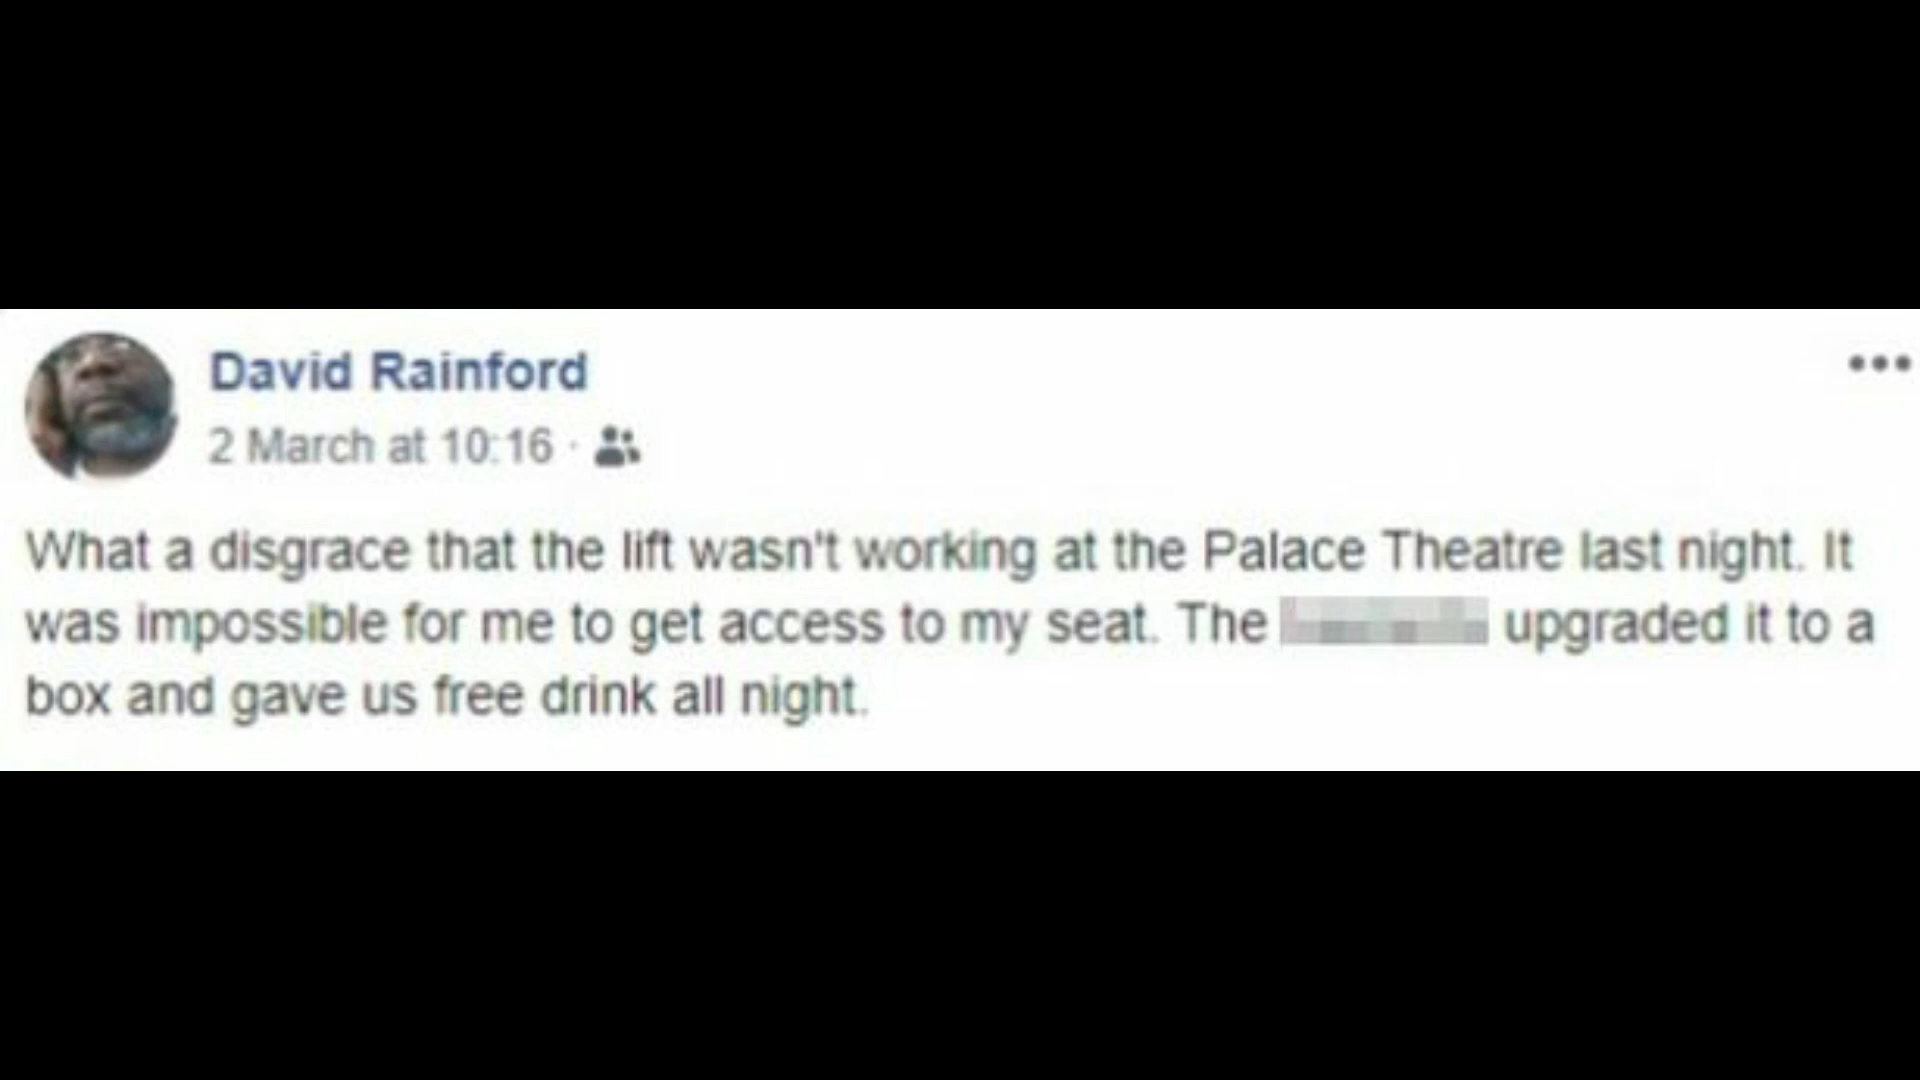 David Rainford
2 March at 10:16 ·
What a disgrace that the lift wasn't working at the Palace Theatre last night. It
was impossible for me to get access to my seat. The upgraded it to a
box and gave us free drink all night.